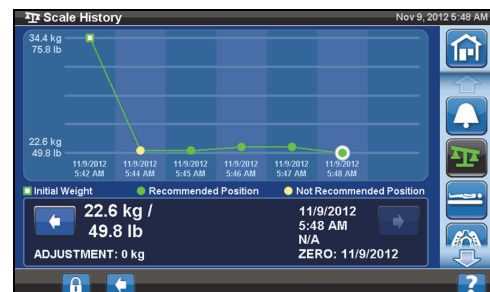 Scale History
Nov 9, 2012 5:48 AM
34.4 kg
75.8 lb
22.6 kg
49.8 lb
11/9/2012 11/9/2012 11/9/2012 11/9/2012 11/9/2012 11/9/2012
5:42 AM 5:44 AM 5:45 AM 5:46 AM 5:47 AM 5:48 AM
Initial Weight Recommended Position Not Recommended Position
22.6 kg /
49.8 lb
ADJUSTMENT: 0 kg
11/9/2012
5:48 AM
N/A
ZERO: 11/9/2012
?